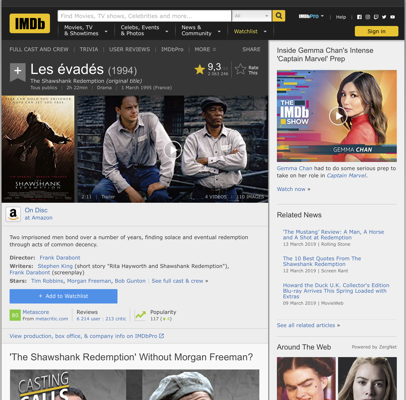 IMDb
Find Movies, TV shows, Celebrities and more...
All
IMDbPro
Help
Movies, TV
& Showtimes
Celebs, Events
& Photos
News &
Community
Watchlist
Sign in
FULL CAST AND CREW
TRIVIA
USER REVIEWS
IMDbPro
MORE
SHARE
+
Les évadés (1994)
The Shawshank Redemption (original title)
Tous publics
2h 22min
Drama
1 March 1995 (France)
9,3
Rate
This
SHAWSHANK
2:11
Trailer
4 VIDEOS
110 IMAGES
a
On Disc
at Amazon
Two imprisoned men bond over a number of years, finding solace and eventual redemption
through acts of common decency.
Director: Frank Darabont
Writers: Stephen King (short story "Rita Hayworth and Shawshank Redemption"),
Frank Darabont (screenplay)
Stars: Tim Robbins, Morgan Freeman, Bob Gunton | See full cast & crew »
+ Add to Watchlist
80
Metascore
From metacritic.com
Reviews
6 214 user | 213 critic
Popularity
View production, box office, & company info on IMDbPro
'The Shawshank Redemption' Without Morgan Freeman?
CASTING
CALLS
Inside Gemma Chan's Intense
'Captain Marvel' Prep
THE
IMDb
SHOW
GEMMA CHAN
Gemma Chan had to do some serious prep to
take on her role in Captain Marvel.
Watch now »
Related News
'The Mustang' Review: A Man, A Horse
and A Shot at Redemption
13 March 2019 | Rolling Stone
The 10 Best Quotes From The
Shawshank Redemption
12 March 2019 | Screen Rant
Howard the Duck U.K. Collector's Edition
Blu-ray Arrives This Spring Loaded with
Extras
09 March 2019 | MovieWeb
See all related articles »
Around The Web
Powered by ZergNet